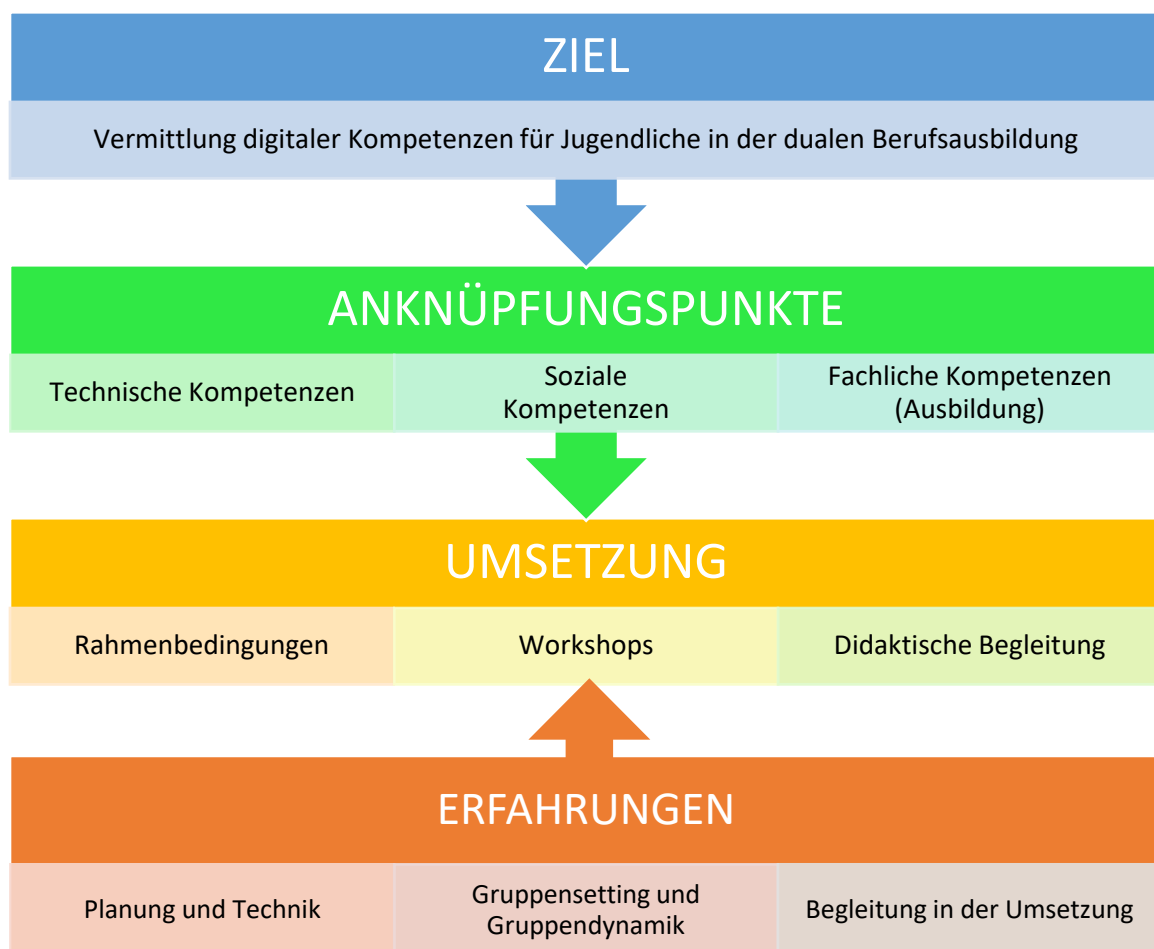 ZIEL
Vermittlung digitaler Kompetenzen für Jugendliche in der dualen Berufsausbildung
ANKNÜPFUNGSPUNKTE
Technische Kompetenzen
Soziale
Kompetenzen
Fachliche Kompetenzen
(Ausbildung)
UMSETZUNG
Rahmenbedingungen
Workshops
Didaktische Begleitung
ERFAHRUNGEN
Planung und Technik
Gruppensetting und
Gruppendynamik
Begleitung in der Umsetzung